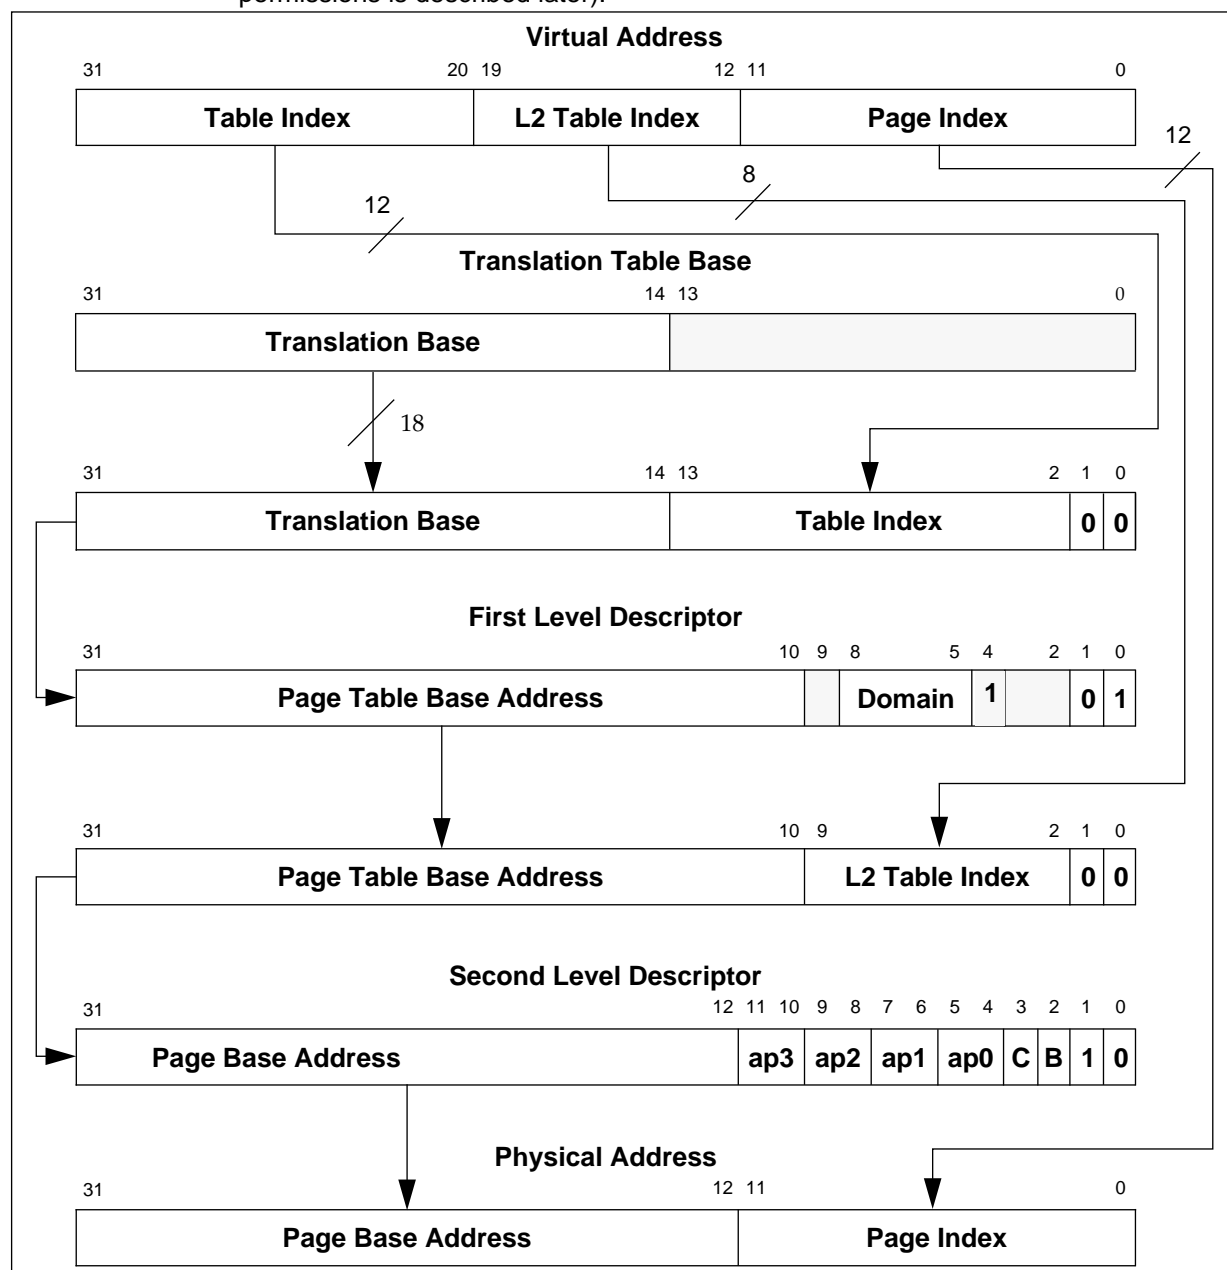 permissions is described later).
Virtual Address
31 20 19 12 11 0
Table Index L2 Table Index Page Index
12
8
12
Translation Table Base
31 14 13 0
Translation Base
18
31 14 13 2 1 0
Translation Base Table Index 0 0
First Level Descriptor
31 10 9 8 5 4 2 1 0
Page Table Base Address Domain 1 0 1
31 10 9 2 1 0
Page Table Base Address L2 Table Index 0 0
Second Level Descriptor
31 12 11 10 9 8 7 6 5 4 3 2 1 0
Page Base Address ap3 ap2 ap1 ap0 C B 1 0
Physical Address
31 12 11 0
Page Base Address Page Index